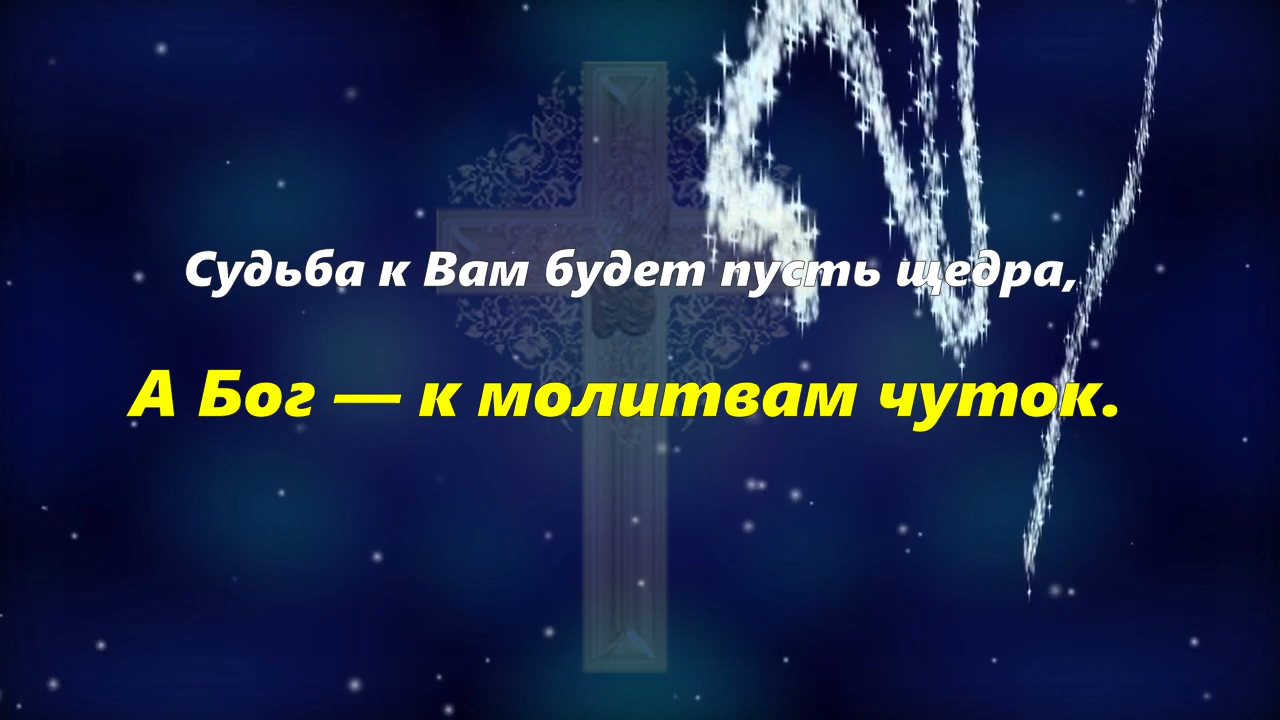 Судьба к Вам будет пусть щедра,
А Бог — к молитвам чуток.